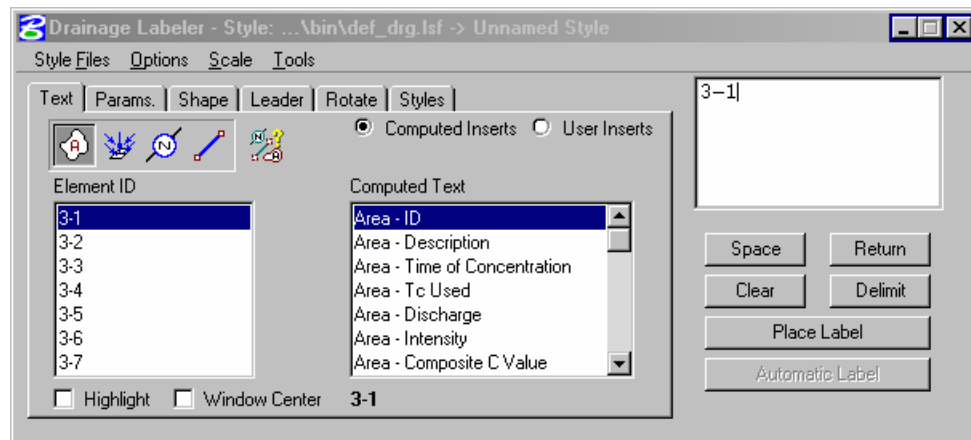 Drainage Labeler - Style: ...\bin\def_drg.lsf -> Unnamed Style
Style Files Options Scale Tools
Text Params. Shape Leader Rotate Styles
Computed Inserts User Inserts
Element ID
3-1
3-2
3-3
3-4
3-5
3-6
3-7
Computed Text
Area - ID
Area - Description
Area - Time of Concentration
Area - Tc Used
Area - Discharge
Area - Intensity
Area - Composite C Value
Highlight Window Center 3-1
3-1
Space Return
Clear Delimit
Place Label
Automatic Label